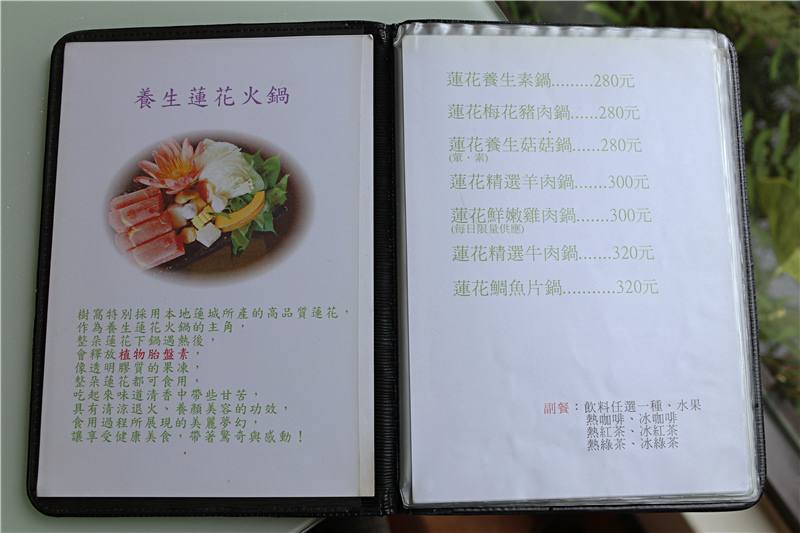 養生蓮花火鍋
樹窩特別採用本地蓮城所產的高品質蓮花，
作為養生蓮花火鍋的主角，
整朵蓮花下鍋遇熱後，
會釋放植物胎盤素，
像透明膠質的果凍，
整朵蓮花都可食用，
吃起來味道清香中帶些甘苦，
具有清涼退火、養顏美容的功效，
食用過程所展現的美麗夢幻，
讓享受健康美食，帶著驚奇與感動！
蓮花養生素鍋.........280元
蓮花梅花豬肉鍋......280元
蓮花養生菇菇鍋......280元
(葷．素)
蓮花精選羊肉鍋.......300元
蓮花鮮嫩雞肉鍋.......300元
(每日限量供應)
蓮花精選牛肉鍋.......320元
蓮花鯛魚片鍋...........320元
副餐：飲料任選一種、水果
熱咖啡、冰咖啡
熱紅茶、冰紅茶
熱綠茶、冰綠茶